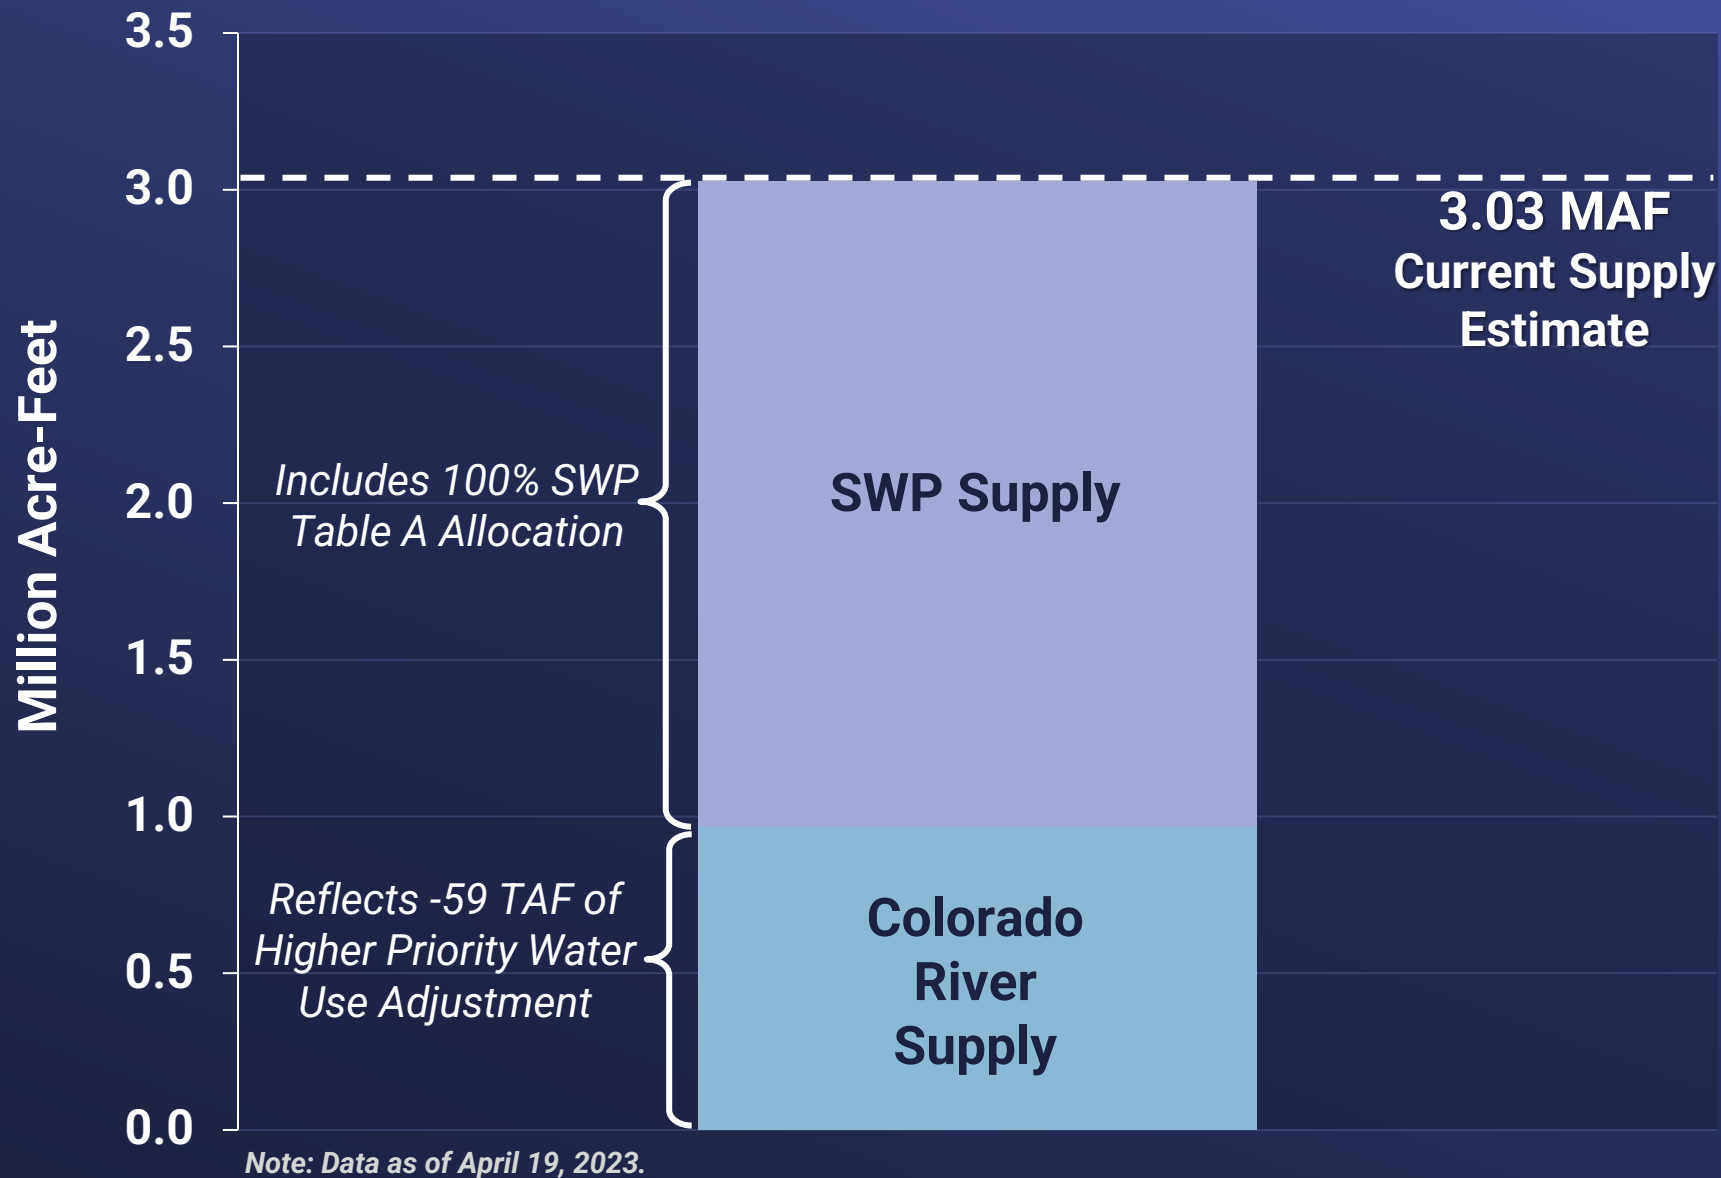 Million Acre-Feet
3.5
3.0
2.5
2.0
1.5
1.0
0.5
0.0
3.03 MAF
Current Supply
Estimate
Includes 100% SWP
Table A Allocation
SWP Supply
Reflects -59 TAF of
Higher Priority Water
Use Adjustment
Colorado
River
Supply
Note: Data as of April 19, 2023.